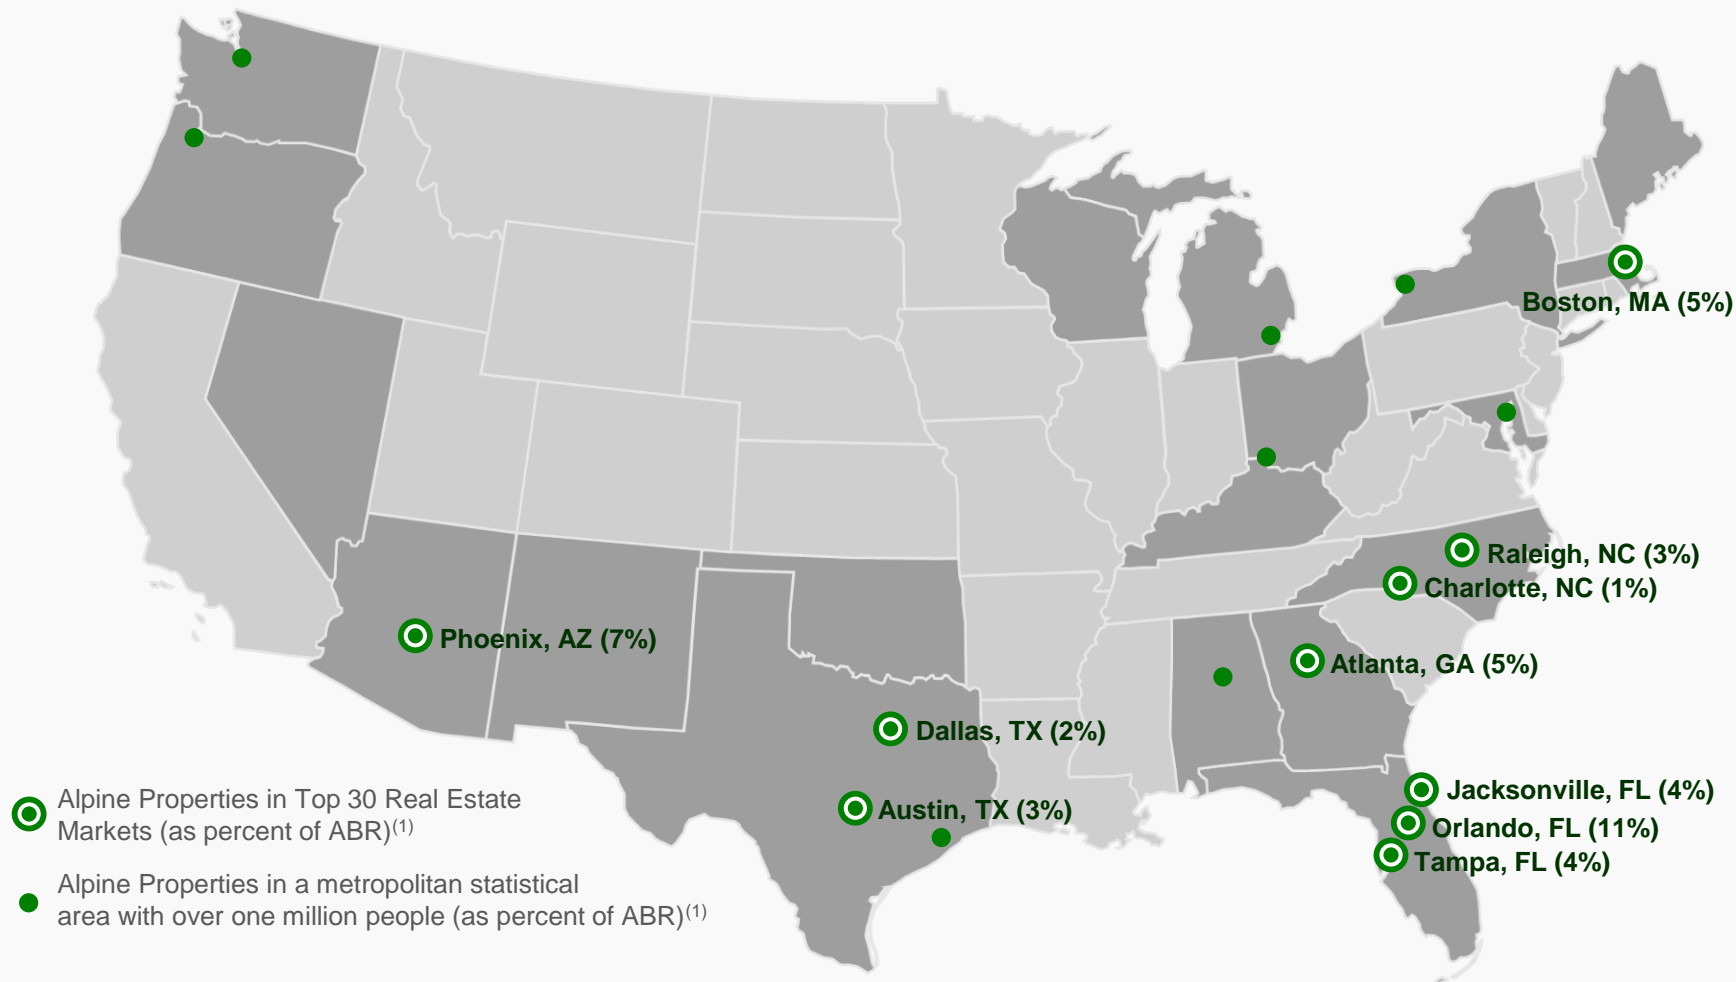 Boston, MA (5%)
Raleigh, NC (3%)
Charlotte, NC (1%)
Phoenix, AZ (7%)
Atlanta, GA (5%)
Dallas, TX (2%)
Jacksonville, FL (4%)
Austin, TX (3%)
Orlando, FL (11%)
Tampa, FL (4%)
Alpine Properties in Top 30 Real Estate
Markets (as percent of ABR)(1)
Alpine Properties in a metropolitan statistical
area with over one million people (as percent of ABR)(1)